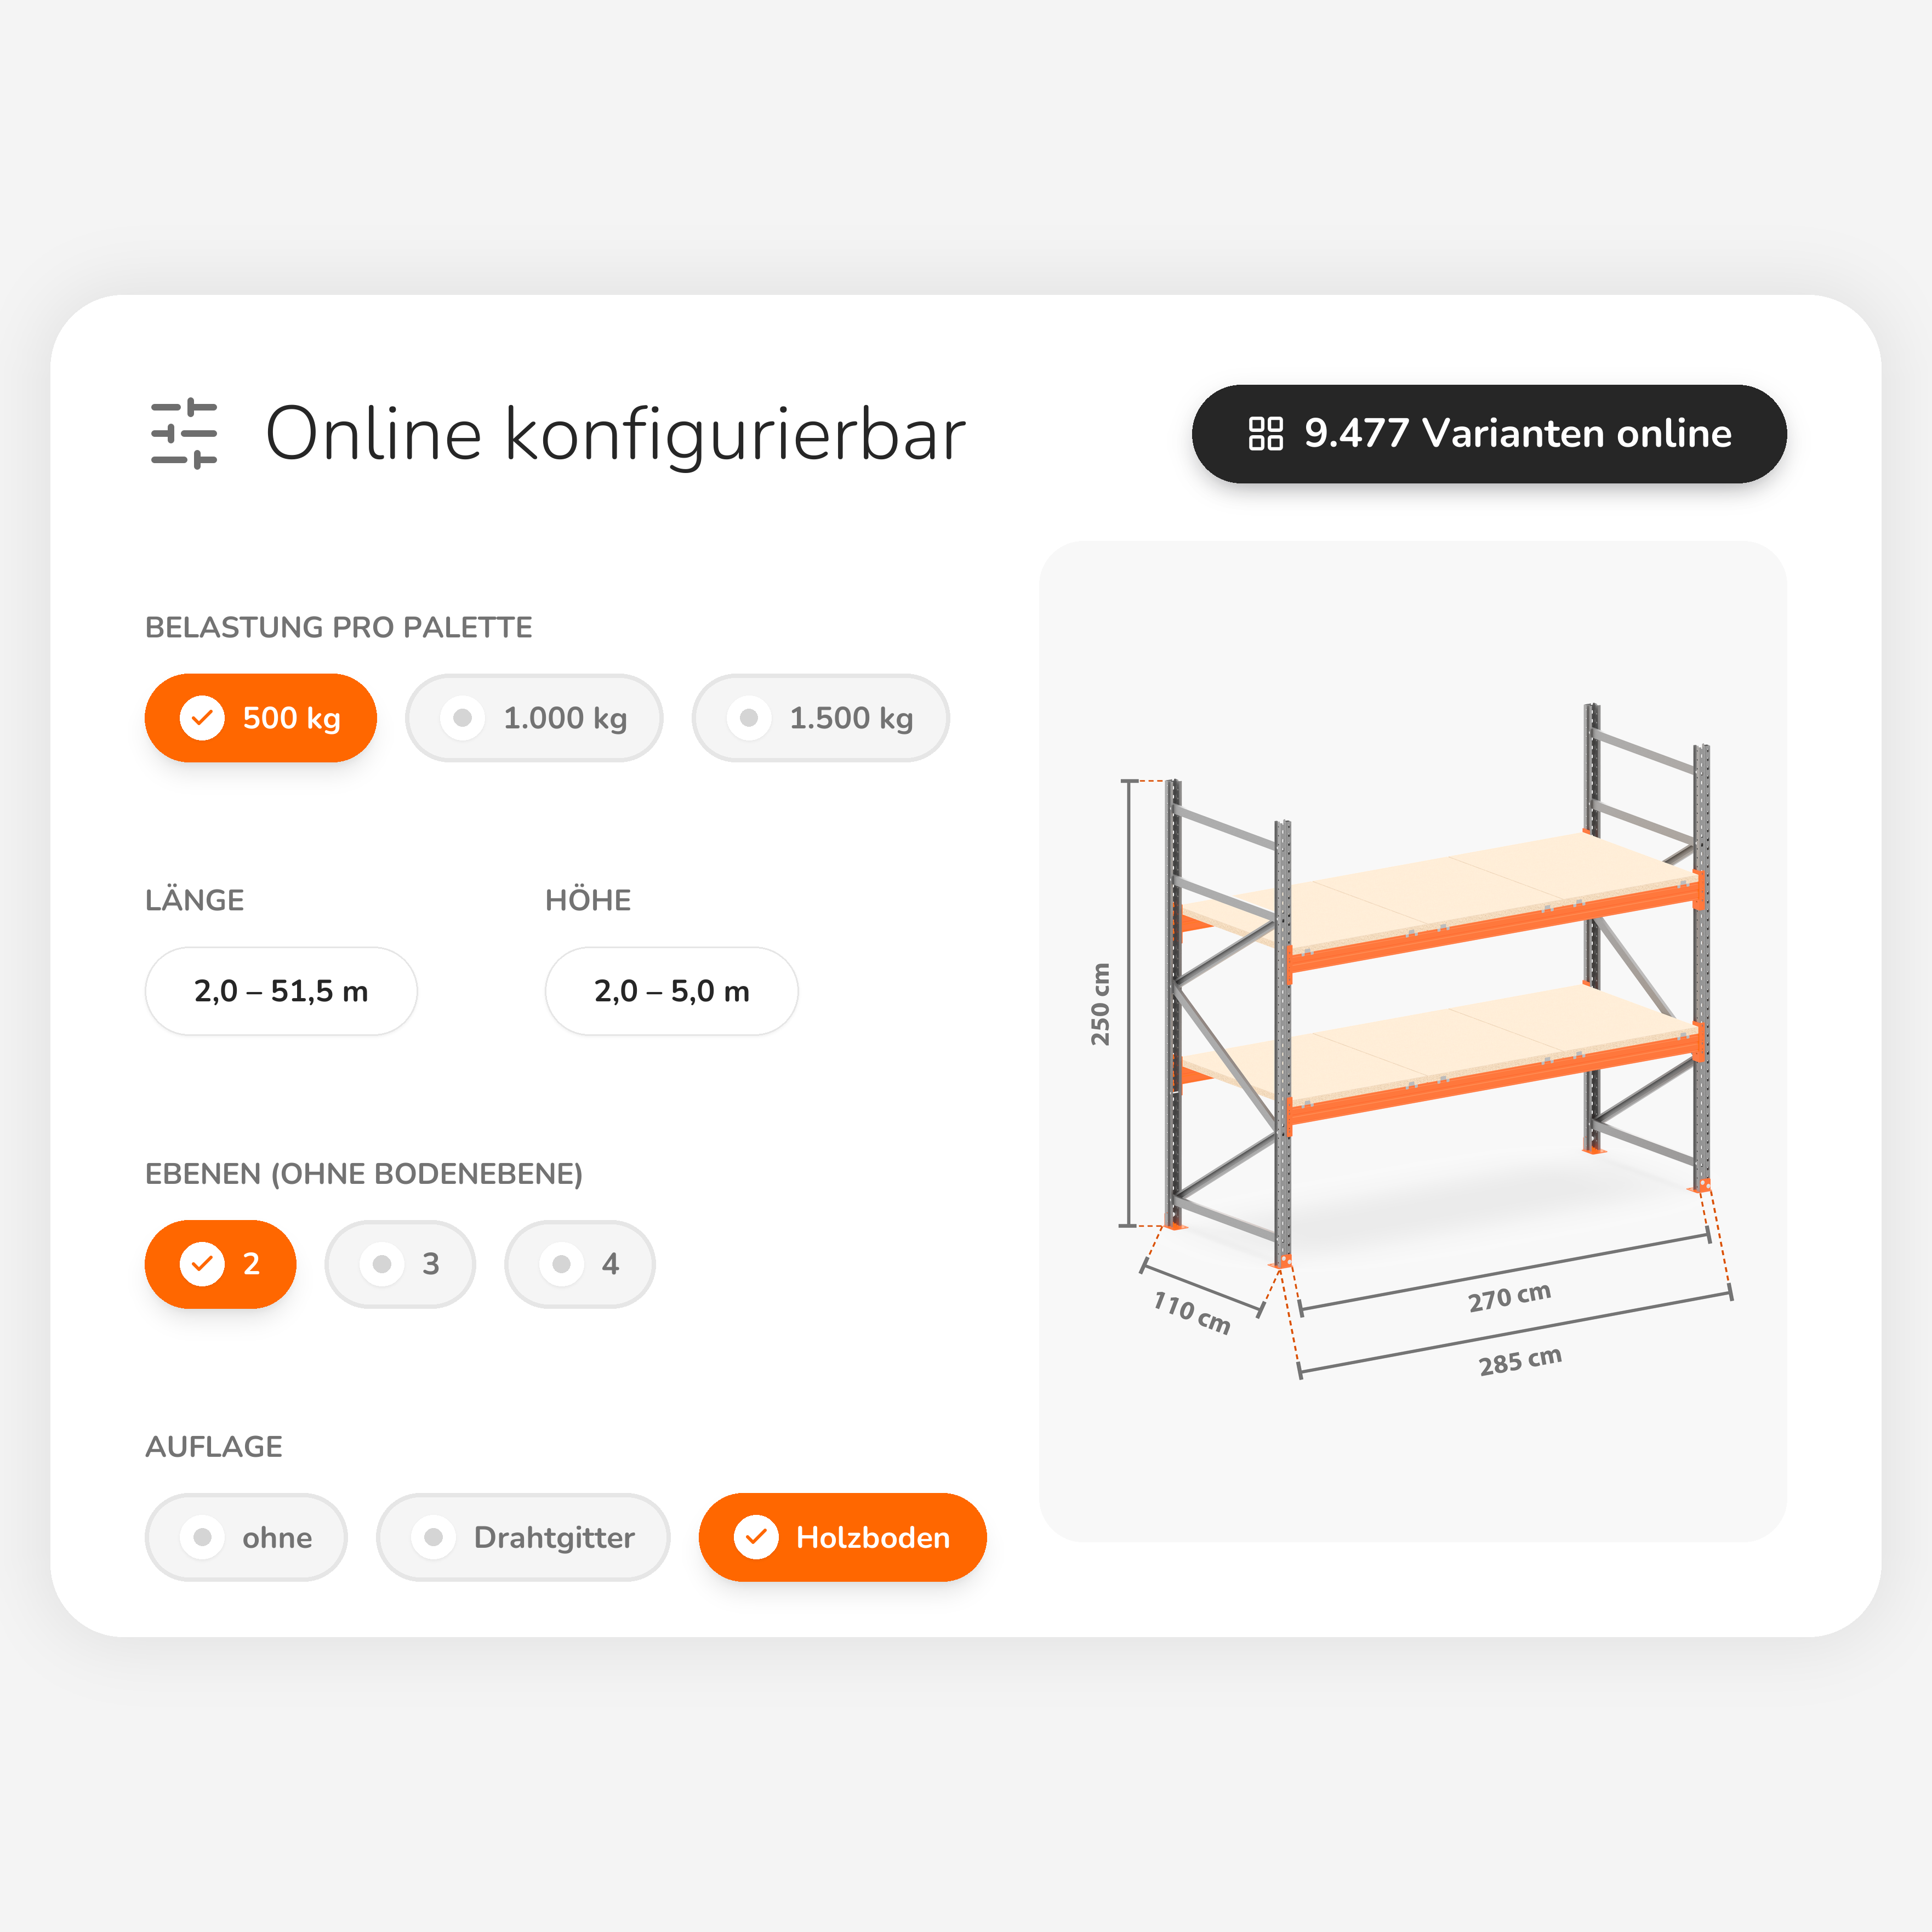 Online konfigurierbar
9.477 Varianten online
BELASTUNG PRO PALETTE
500 kg
1.000 kg
1.500 kg
LÄNGE
HÖHE
2,0 – 51,5 m
2,0 – 5,0 m
EBENEN (OHNE BODENEBENE)
2
3
4
AUFLAGE
ohne
Drahtgitter
Holzboden
250 cm
110 cm
270 cm
285 cm